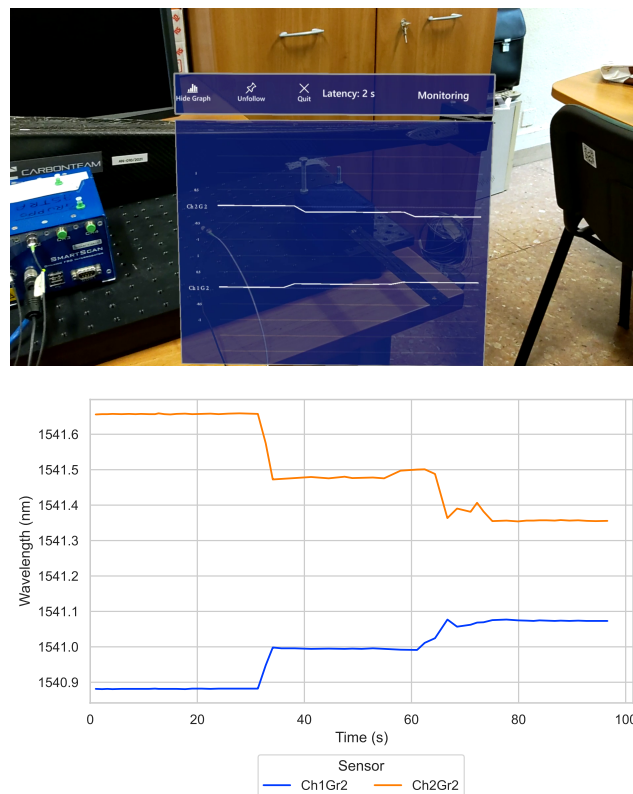 Hide Graph
Unfollow
Quit
Latency: 2 s
Monitoring
CARBONTEAM
SMARTSCAN
Ch2G2
Ch1G2
1541.6
1541.5
1541.4
1541.3
1541.2
1541.1
1541.0
1540.9
Wavelength (nm)
0 20 40 60 80
Time (s)
Sensor
Ch1Gr2 Ch2Gr2